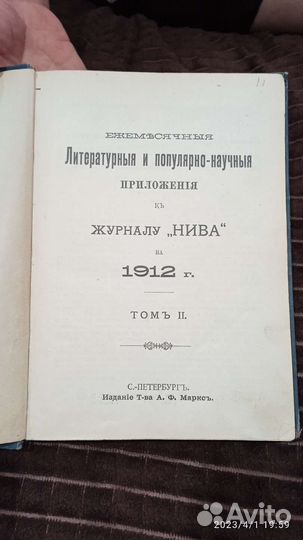 ЕЖЕМѢСЯЧНЫЯ
Литературныя и популярно-научныя
ПРИЛОЖЕНІЯ
КЪ
ЖУРНАЛУ „НИВА“
НА
1912 г.
ТОМЪ II.
С.-ПЕТЕРБУРГЪ.
Изданіе Т-ва А. Ф. Марксъ.
Avito
2023/4/1 19:59